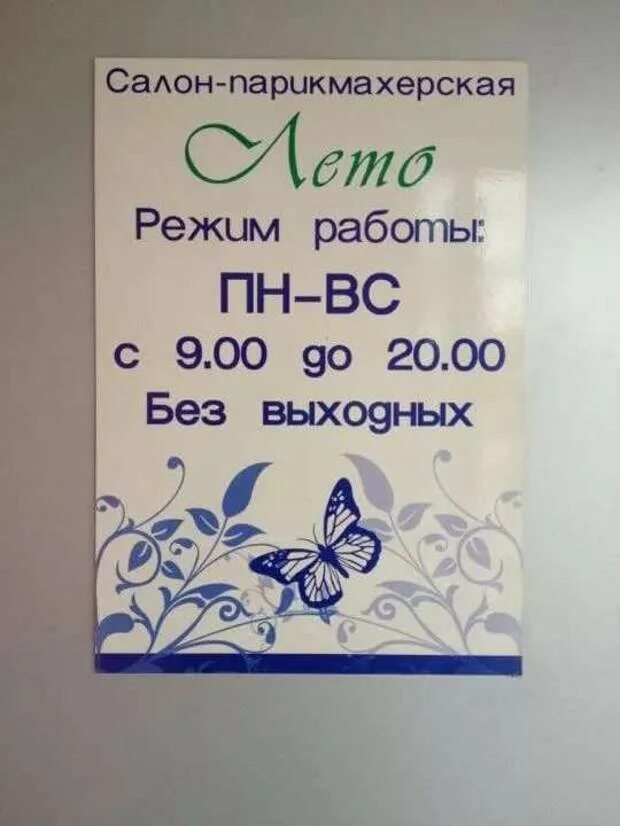 Салон-парикмахерская
Лето
Режим работы:
ПН-ВС
с 9.00 до 20.00
Без выходных